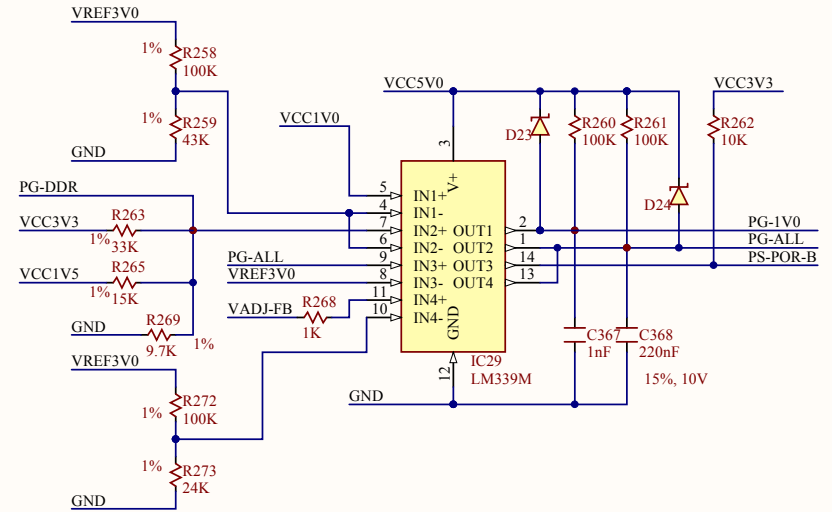 VREF3V0
1%
R258
100K
1%
R259
43K
GND
VCC5V0
VCC3V3
VCC1V0
D23
R260
100K
R261
100K
R262
10K
3
V+
D24
PG-DDR
VCC3V3
R263
1%
33K
VCC1V5
R265
1%
15K
GND
R269
9.7K
1%
PG-ALL
VREF3V0
VADJ-FB
R268
1K
5
IN1+
4
IN1-
7
IN2+
OUT1
2
PG-1V0
6
IN2-
OUT2
1
PG-ALL
9
IN3+
OUT3
14
PS-POR-B
8
IN3-
OUT4
13
11
IN4+
10
IN4-
GND
12
IC29
LM339M
C367
1nF
C368
220nF
15%, 10V
GND
VREF3V0
1%
R272
100K
1%
R273
24K
GND